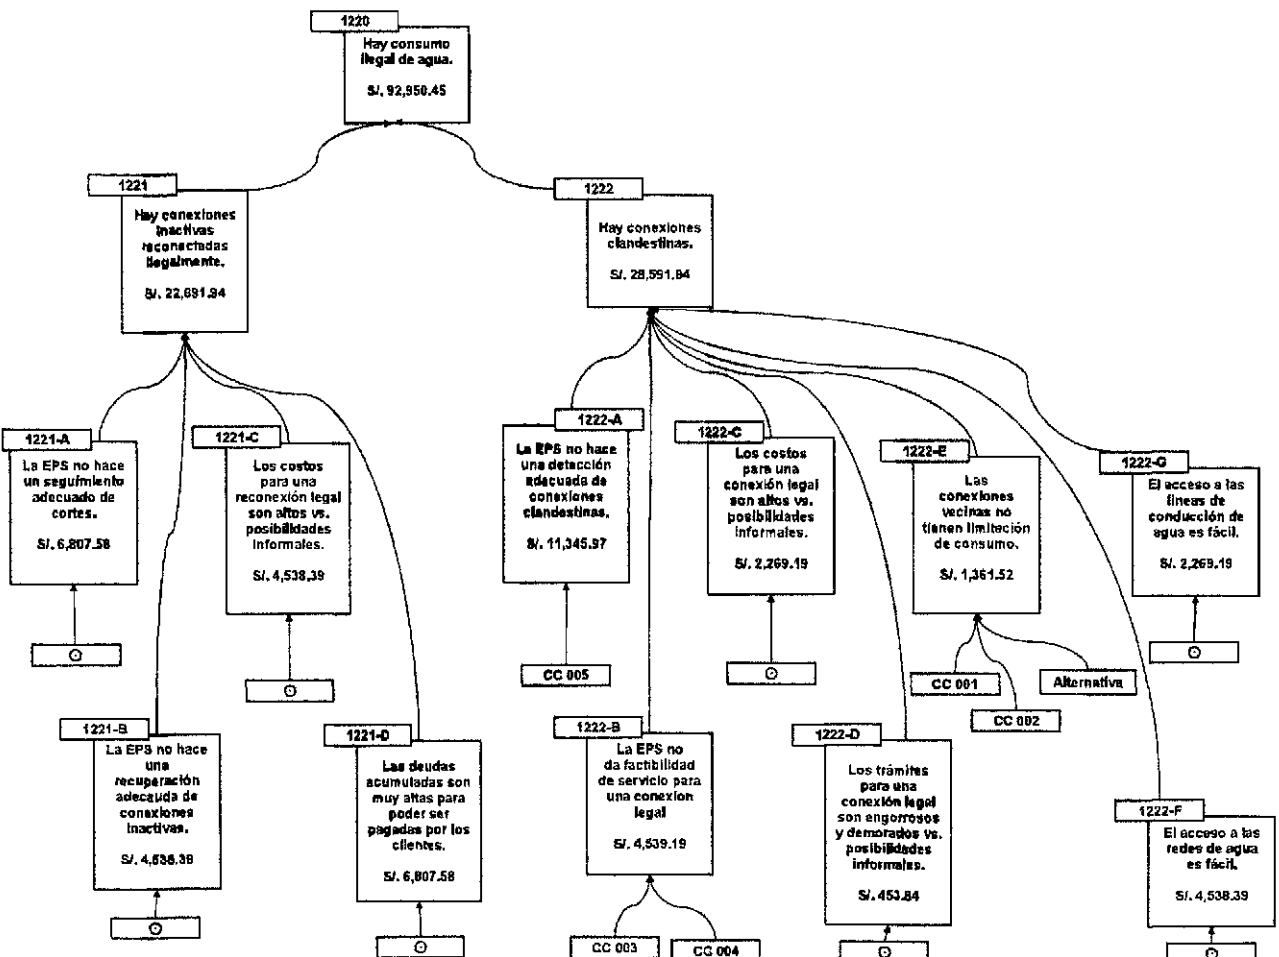 1220
Hay consumo
ilegal de agua.
S/. 92,950.45
1221
Hay conexiones
inactivas
reconectadas
ilegalmente.
S/. 22,691.94
1222
Hay conexiones
clandestinas.
S/. 28,591.84
1221-A
La EPS no hace
un seguimiento
adecuado de
cortes.
S/. 6,807.58
1221-C
Los costos
para una
reconexión legal
son altos vs.
posibilidades
informales.
S/. 4,538.39
1222-A
La EPS no hace
una detección
adecuada de
conexiones
clandestinas.
S/. 11,345.97
1222-C
Los costos
para una
conexión legal
son altos vs.
posibilidades
informales.
S/. 2,269.19
1222-E
Las
conexiones
vecinas no
tienen limitación
de consumo.
S/. 1,361.52
1222-G
El acceso a las
líneas de
conducción de
agua es fácil.
S/. 2,269.19
CC 005
CC 001
Alternativa
CC 002
1221-B
La EPS no hace
una
recuperación
adecauda de
conexiones
inactivas.
S/. 4,538.39
1221-D
Las deudas
acumuladas son
muy altas para
poder ser
pagadas por los
clientes.
S/. 6,807.58
1222-B
La EPS no
da factibilidad
de servicio para
una conexión
legal
S/. 4,539.19
1222-D
Los trámites
para una
conexión legal
son engorrosos
y demorados vs.
posibilidades
informales.
S/. 453.84
1222-F
El acceso a las
redes de agua
es fácil.
S/. 4,538.39
CC 003
CC 004